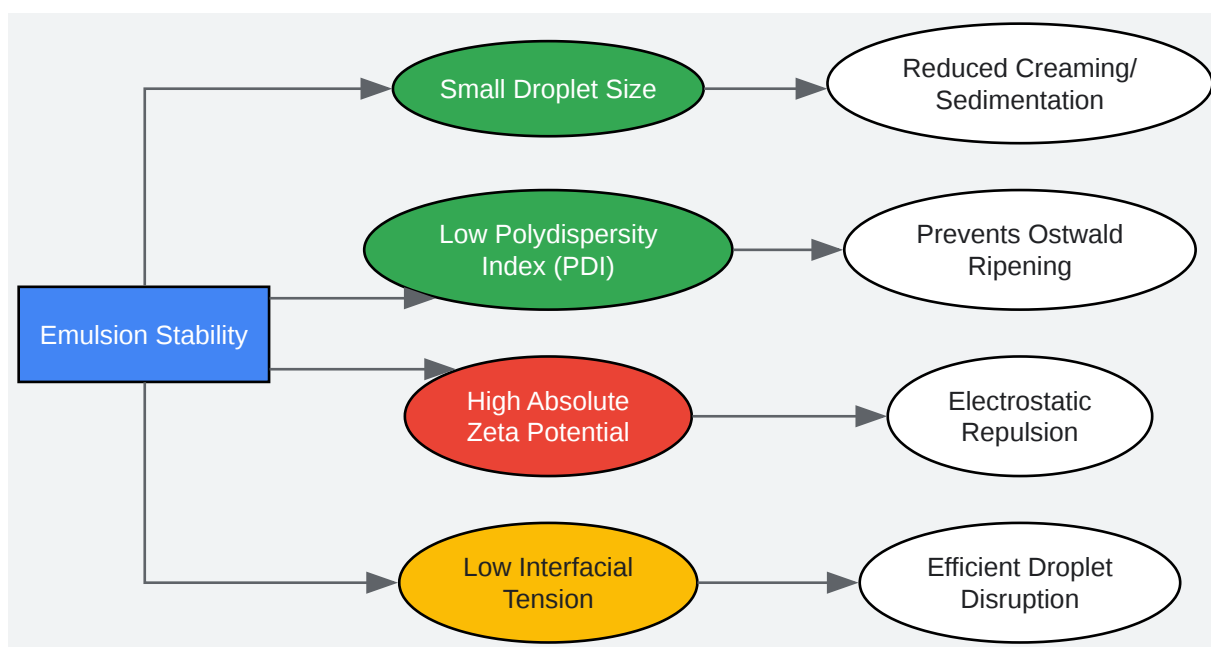 Emulsion Stability
Small Droplet Size
Reduced Creaming/
Sedimentation
Low Polydispersity
Index (PDI)
Prevents Ostwald
Ripening
High Absolute
Zeta Potential
Electrostatic
Repulsion
Low Interfacial
Tension
Efficient Droplet
Disruption